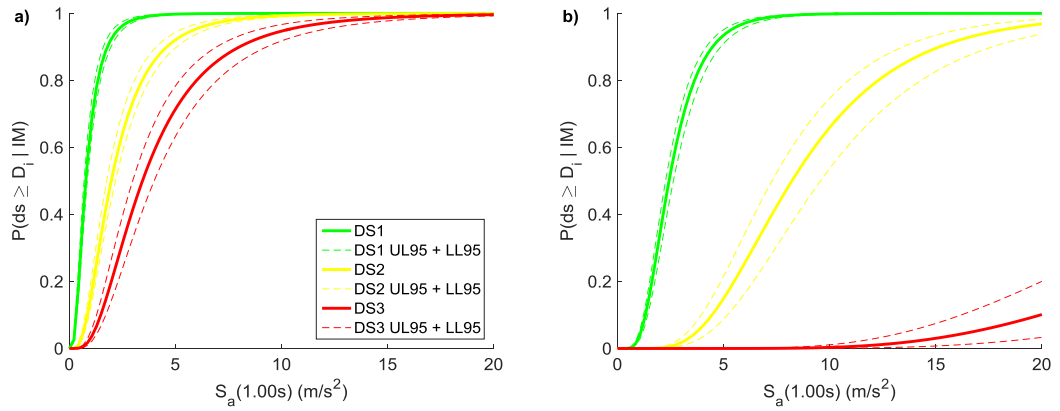 a)
1
0.8
0.6
0.4
0.2
0
P(ds ≥ D_i | IM)
0 5 10 15 20
S_a(1.00s) (m/s^2)
DS1
DS1 UL95 + LL95
DS2
DS2 UL95 + LL95
DS3
DS3 UL95 + LL95
b)
1
0.8
0.6
0.4
0.2
0
P(ds ≥ D_i | IM)
0 5 10 15 20
S_a(1.00s) (m/s^2)